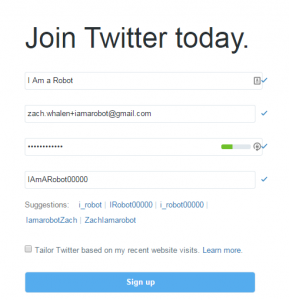 Join Twitter today.
I Am a Robot
zach.whalen+iamarobot@gmail.com
••••••••••••
IAmARobot00000
Suggestions: i_robot | IRobot00000 | i_robot00000 |
IamarobotZach | ZachIamarobot
Tailor Twitter based on my recent website visits. Learn more.
Sign up